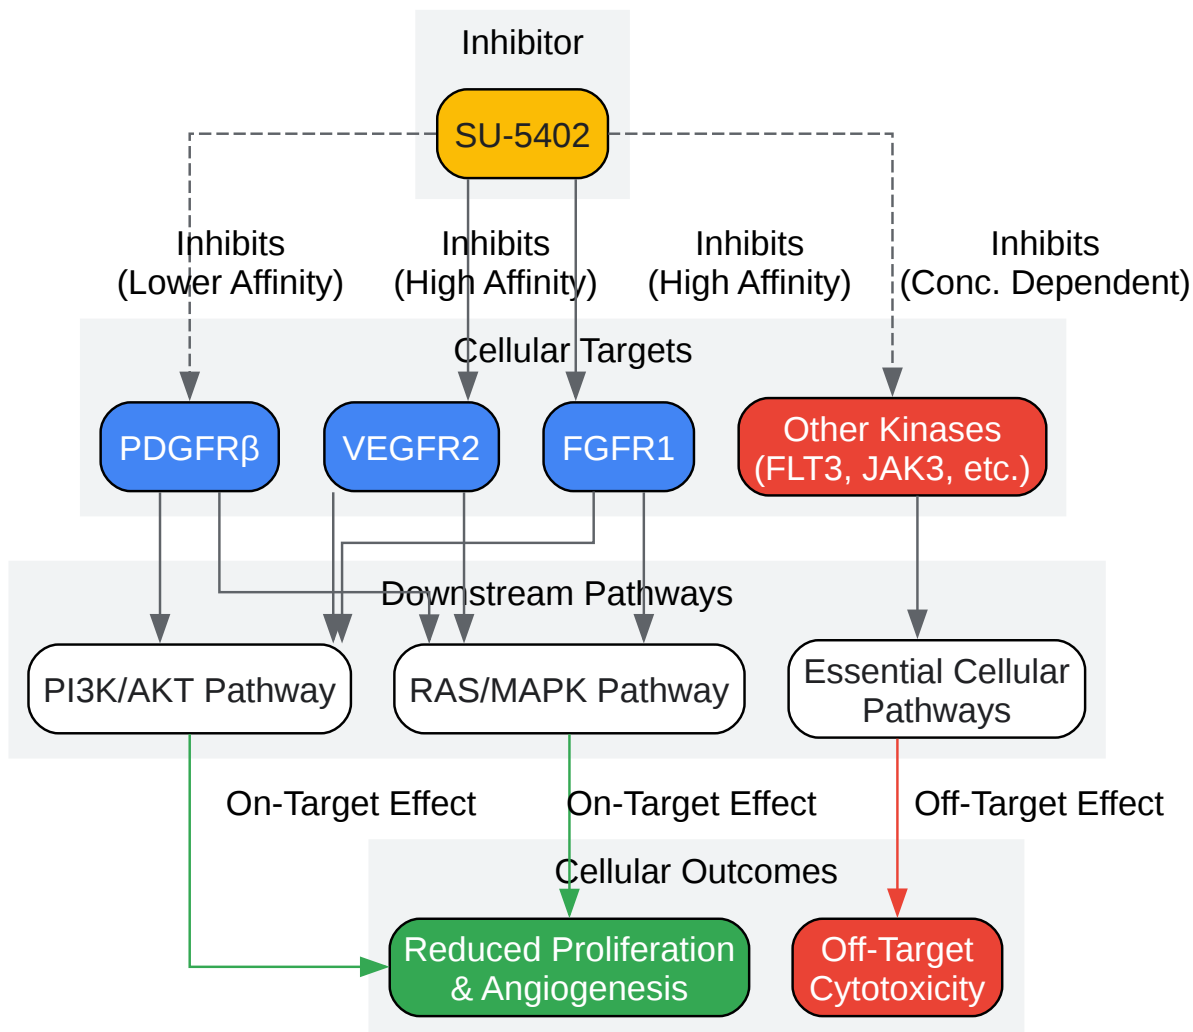 Inhibitor
SU-5402
Inhibits
(Lower Affinity)
Inhibits
(High Affinity)
Inhibits
(High Affinity)
Inhibits
(Conc. Dependent)
Cellular Targets
PDGFRβ
VEGFR2
FGFR1
Other Kinases
(FLT3, JAK3, etc.)
Downstream Pathways
PI3K/AKT Pathway
RAS/MAPK Pathway
Essential Cellular
Pathways
On-Target Effect
On-Target Effect
Off-Target Effect
Cellular Outcomes
Reduced Proliferation
& Angiogenesis
Off-Target
Cytotoxicity